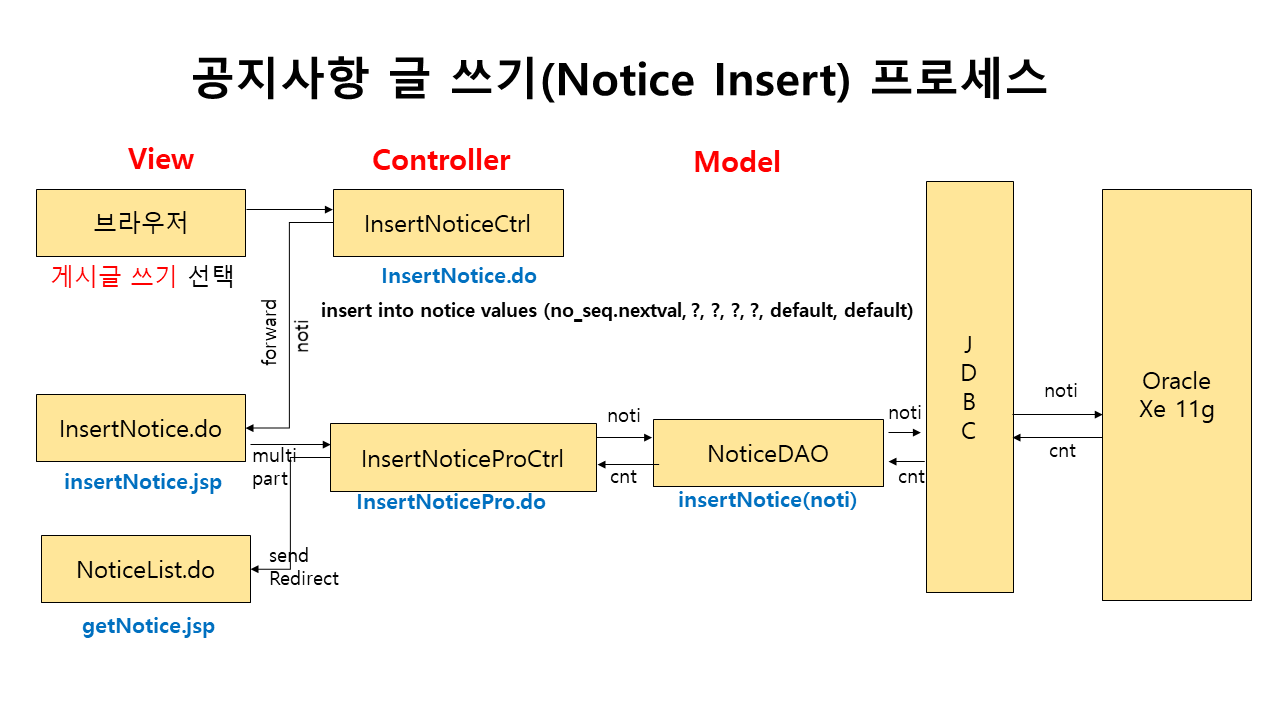 공지사항 글 쓰기(Notice Insert) 프로세스
View
Controller
Model
브라우저
InsertNoticeCtrl
게시글 쓰기 선택
InsertNotice.do
insert into notice values (no_seq.nextval, ?, ?, ?, ?, default, default)
forward
noti
J
D
B
C
noti
cnt
Oracle
Xe 11g
InsertNotice.do
insertNotice.jsp
multi
part
InsertNoticeProCtrl
InsertNoticePro.do
noti
cnt
NoticeDAO
insertNotice(noti)
noti
cnt
NoticeList.do
getNotice.jsp
send
Redirect